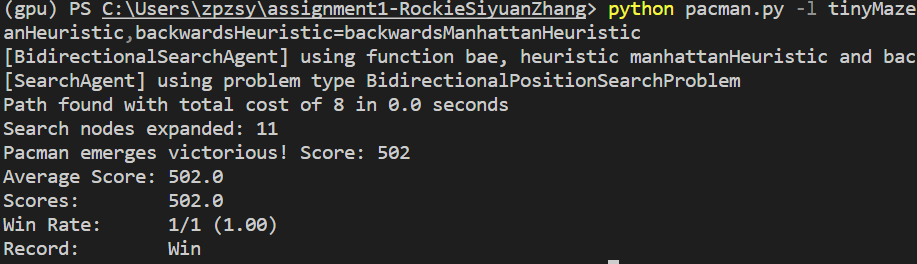 (gpu) PS C:\Users\zpzsy\assignment1-RockieSiyuanZhang> python pacman.py -l tinyMaze
anHeuristic,backwardsHeuristic=backwardsManhattanHeuristic
[BidirectionalSearchAgent] using function bae, heuristic manhattanHeuristic and bac
[SearchAgent] using problem type BidirectionalPositionSearchProblem
Path found with total cost of 8 in 0.0 seconds
Search nodes expanded: 11
Pacman emerges victorious! Score: 502
Average Score: 502.0
Scores:        502.0
Win Rate:      1/1 (1.00)
Record:        Win